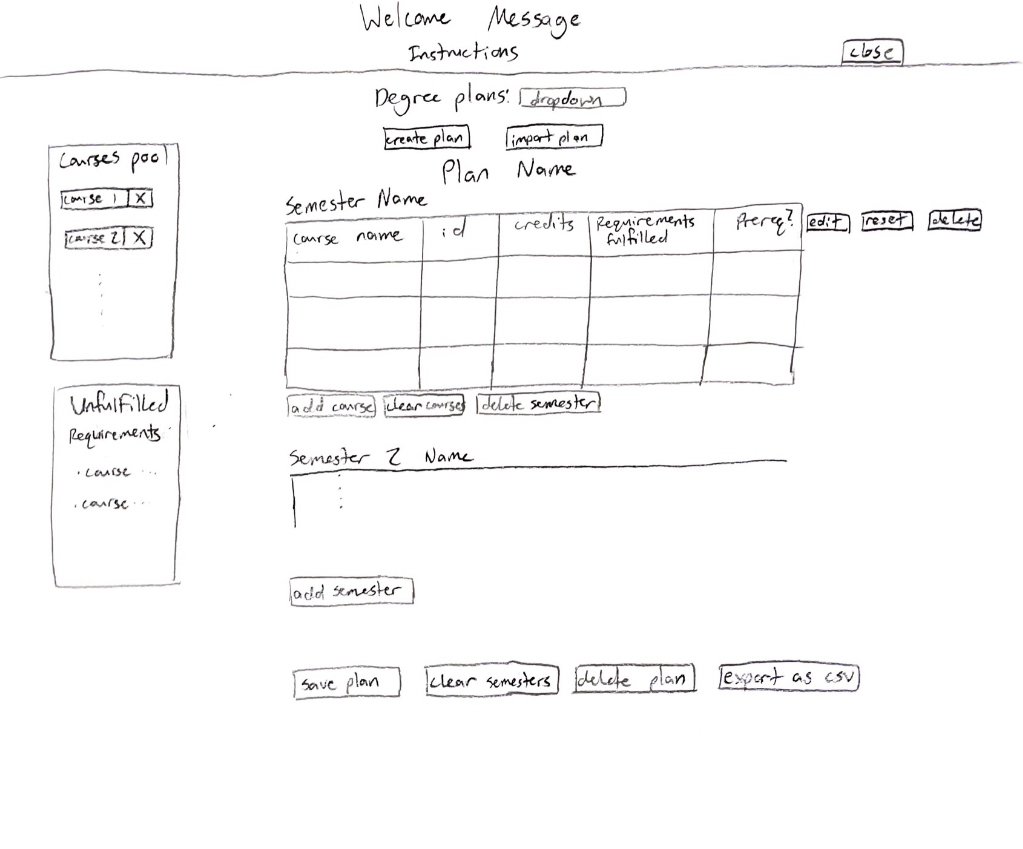 Welcome Message
Instructions
close
Degree plans: dropdown
create plan
import plan
Plan Name
Courses pool
course 1 X
course 2 X
Semester Name
course name
id
credits
Requirements
fulfilled
Prereq?
edit
reset
delete
add course
clear courses
delete semester
Unfulfilled
Requirements
· course ...
· course ...
Semester 2 Name
add semester
save plan
clear semesters
delete plan
export as csv